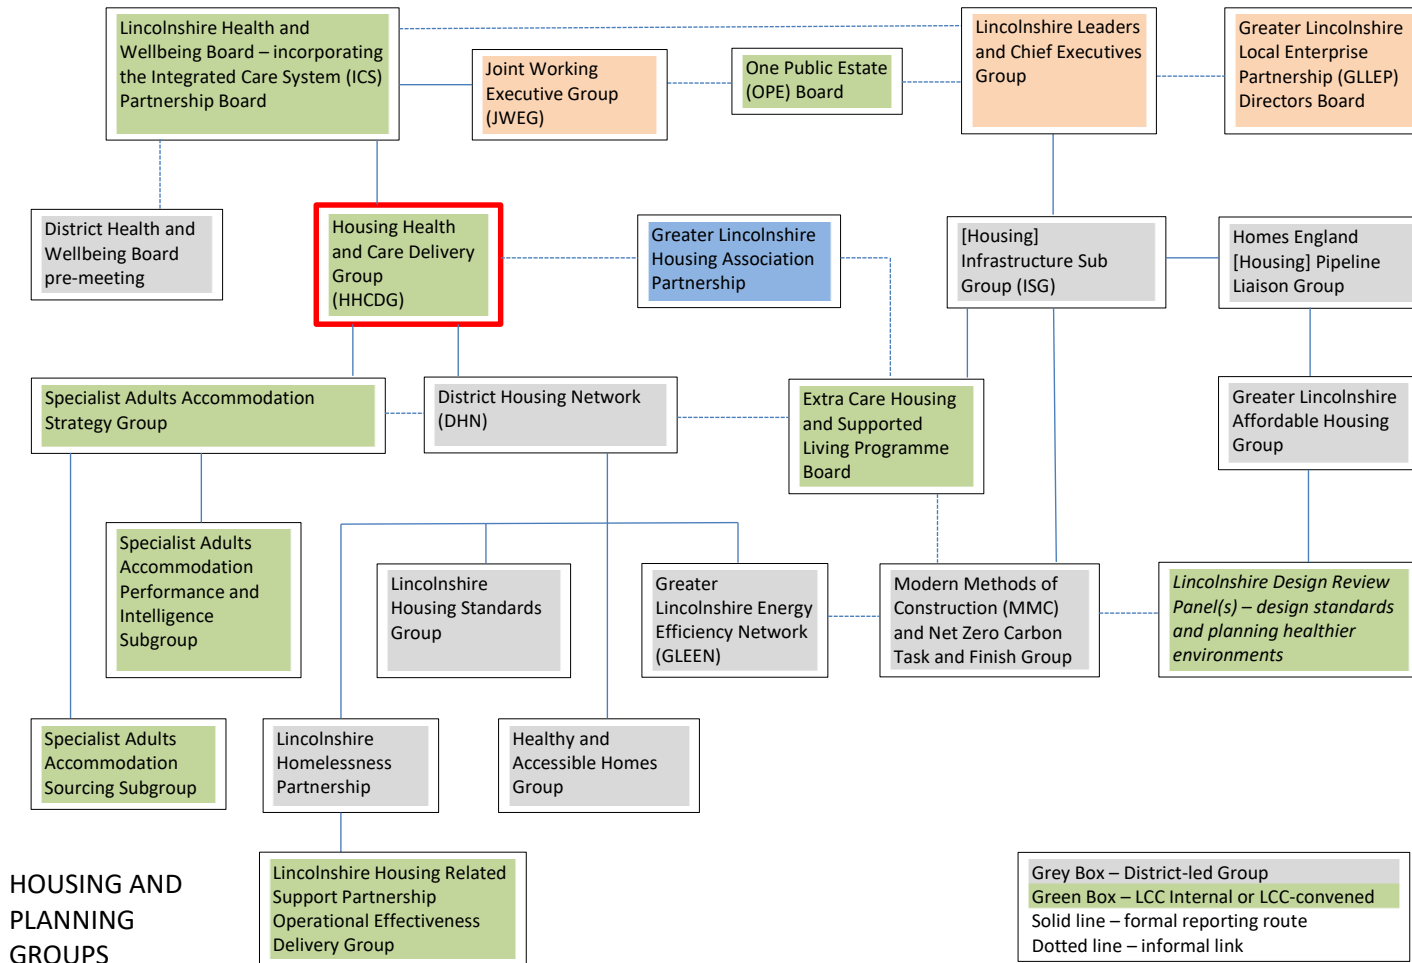 Lincolnshire Health and
Wellbeing Board – incorporating
the Integrated Care System (ICS)
Partnership Board
Joint Working
Executive Group
(JWEG)
One Public Estate
(OPE) Board
Lincolnshire Leaders
and Chief Executives
Group
Greater Lincolnshire
Local Enterprise
Partnership (GLLEP)
Directors Board
District Health and
Wellbeing Board
pre-meeting
Housing Health
and Care Delivery
Group
(HHCDG)
Greater Lincolnshire
Housing Association
Partnership
[Housing]
Infrastructure Sub
Group (ISG)
Homes England
[Housing] Pipeline
Liaison Group
Specialist Adults Accommodation
Strategy Group
District Housing Network
(DHN)
Extra Care Housing
and Supported
Living Programme
Board
Greater Lincolnshire
Affordable Housing
Group
Specialist Adults
Accommodation
Performance and
Intelligence
Subgroup
Lincolnshire
Housing Standards
Group
Greater
Lincolnshire Energy
Efficiency Network
(GLEEN)
Modern Methods of
Construction (MMC)
and Net Zero Carbon
Task and Finish Group
Lincolnshire Design Review
Panel(s) – design standards
and planning healthier
environments
Specialist Adults
Accommodation
Sourcing Subgroup
Lincolnshire
Homelessness
Partnership
Healthy and
Accessible Homes
Group
Lincolnshire Housing Related
Support Partnership
Operational Effectiveness
Delivery Group
HOUSING AND
PLANNING
GROUPS
Grey Box – District-led Group
Green Box – LCC Internal or LCC-convened
Solid line – formal reporting route
Dotted line – informal link